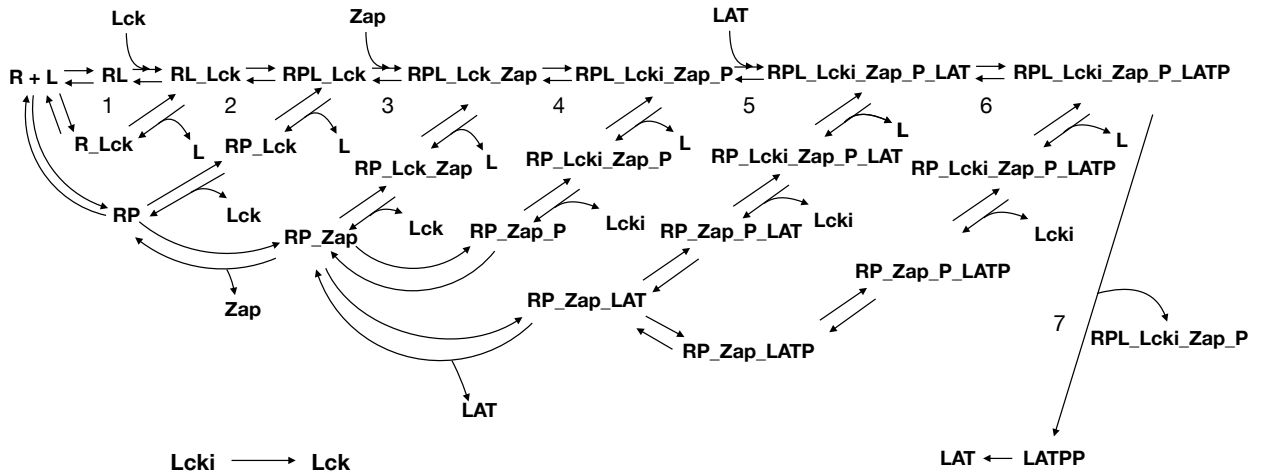 Lck
Zap
LAT
R + L
RL
RL_Lck
RPL_Lck
RPL_Lck_Zap
RPL_Lcki_Zap_P
RPL_Lcki_Zap_P_LAT
RPL_Lcki_Zap_P_LATP
1
2
3
4
5
6
R_Lck
L
RP_Lck
L
RP_Lck_Zap
L
RP_Lcki_Zap_P
L
RP_Lcki_Zap_P_LAT
L
RP_Lcki_Zap_P_LATP
L
RP
Lck
RP_Zap
Lck
RP_Zap_P
Lcki
RP_Zap_P_LAT
Lcki
Lcki
RP_Zap_P_LATP
Zap
RP_Zap_LAT
RP_Zap_LATP
7
RPL_Lcki_Zap_P
LAT
Lcki
Lck
LAT
LATPP